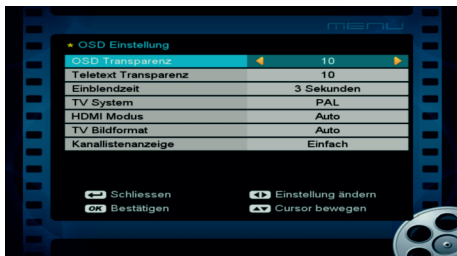 MENU
OSD Einstellung
OSD Transparenz 10
Teletext Transparenz 10
Einblendzeit 3 Sekunden
TV System PAL
HDMI Modus Auto
TV Bildformat Auto
Kanallistenanzeige Einfach
Schliessen Einstellung ändern
OK Bestätigen Cursor bewegen